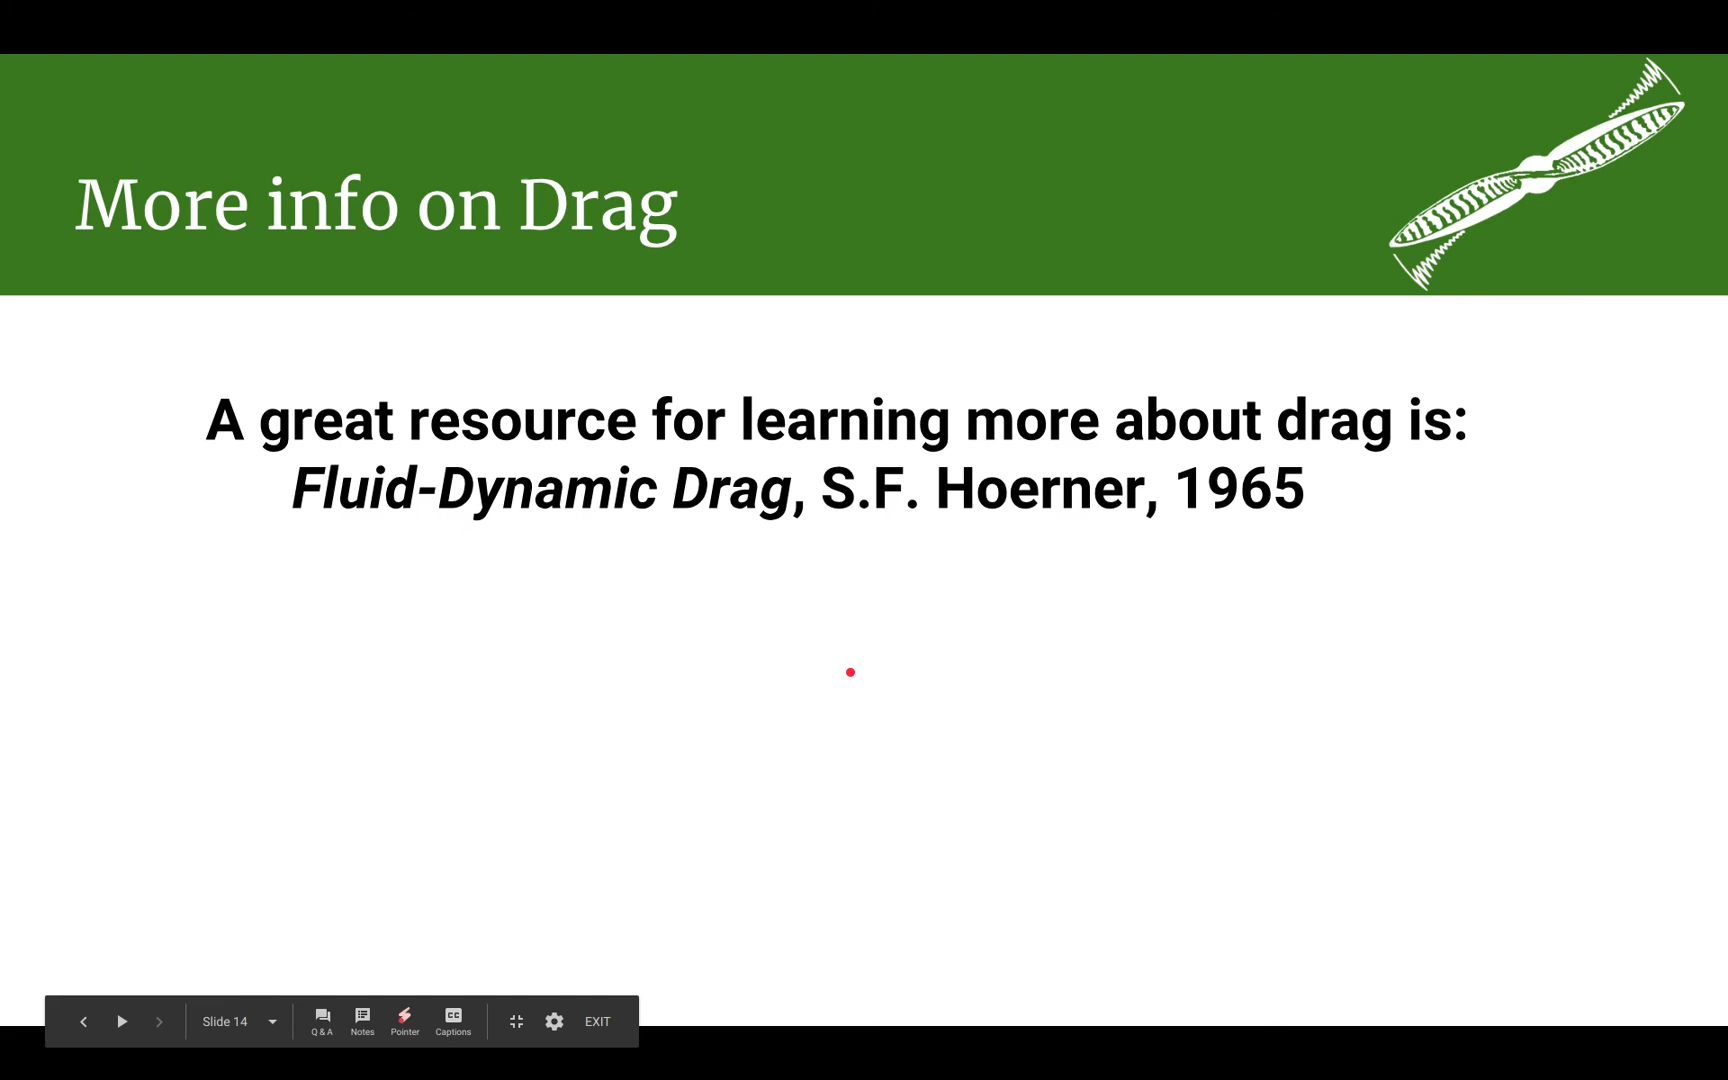 More info on Drag
A great resource for learning more about drag is:
Fluid-Dynamic Drag, S.F. Hoerner, 1965
Slide 14
Q & A
Notes
Pointer
CC
Captions
EXIT